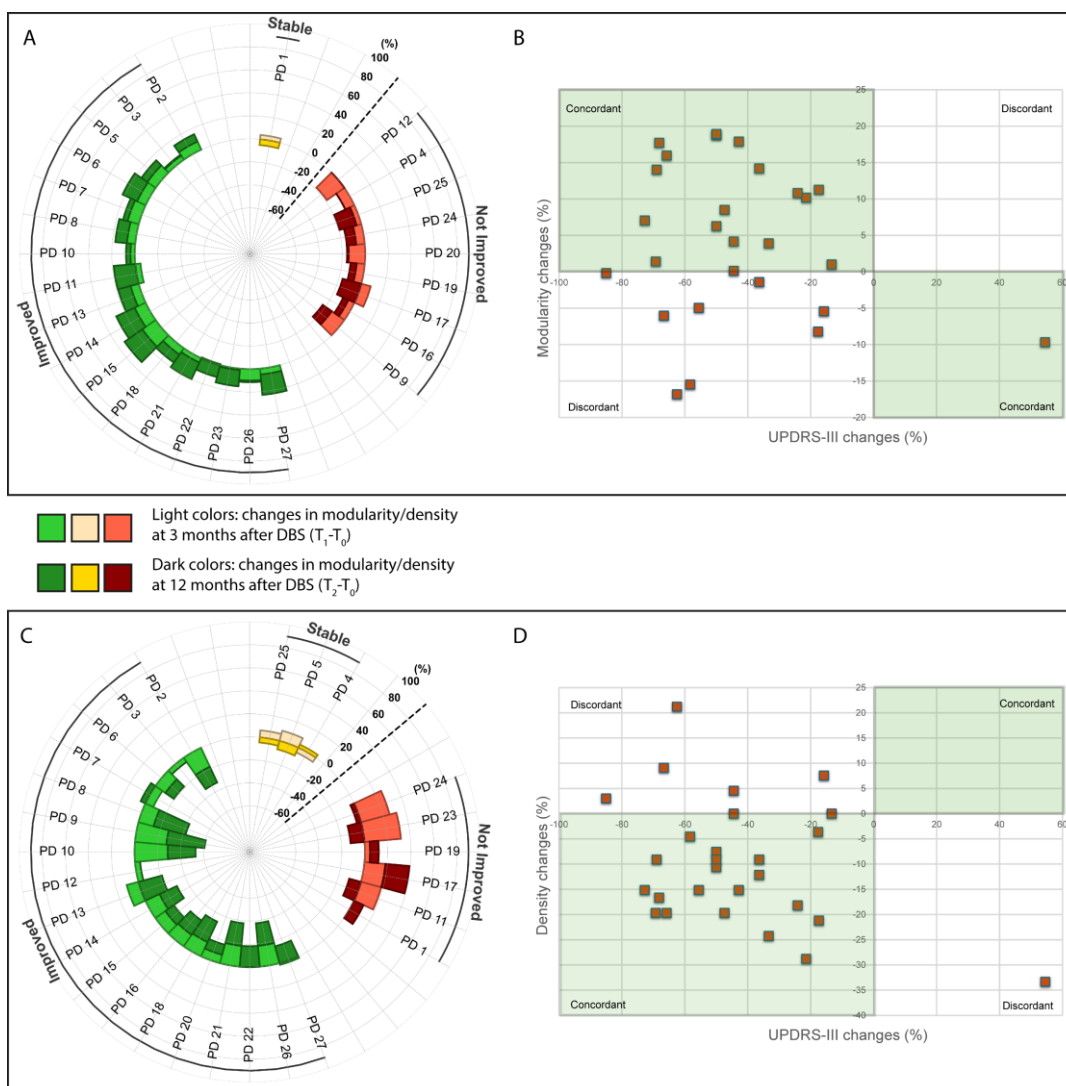 A
Stable
PD 1
(%)
100
80
60
40
20
0
-20
-40
-60
PD 12
PD 4
PD 25
PD 24
PD 20
PD 19
PD 17
PD 16
PD 9
Not Improved
PD 2
PD 3
PD 5
PD 6
PD 7
PD 8
PD 10
PD 11
PD 13
PD 14
PD 15
PD 18
PD 21
PD 22
PD 23
PD 26
PD 27
Improved
B
Concordant
Discordant
25
20
15
10
5
0
-5
-10
-15
-20
-100
-80
-60
-40
-20
0
20
40
60
Modularity changes (%)
Discordant
Concordant
UPDRS-III changes (%)
Light colors: changes in modularity/density
at 3 months after DBS (T1-T0)
Dark colors: changes in modularity/density
at 12 months after DBS (T2-T0)
C
Stable
PD 25
PD 5
PD 4
(%)
100
80
60
40
20
0
-20
-40
-60
PD 24
PD 23
PD 19
PD 17
PD 11
PD 1
Not Improved
PD 2
PD 3
PD 6
PD 7
PD 8
PD 9
PD 10
PD 12
PD 13
PD 14
PD 15
PD 16
PD 18
PD 20
PD 21
PD 22
PD 26
PD 27
Improved
D
Discordant
Concordant
25
20
15
10
5
0
-5
-10
-15
-20
-25
-30
-35
-40
-100
-80
-60
-40
-20
0
20
40
60
Density changes (%)
Concordant
Discordant
UPDRS-III changes (%)